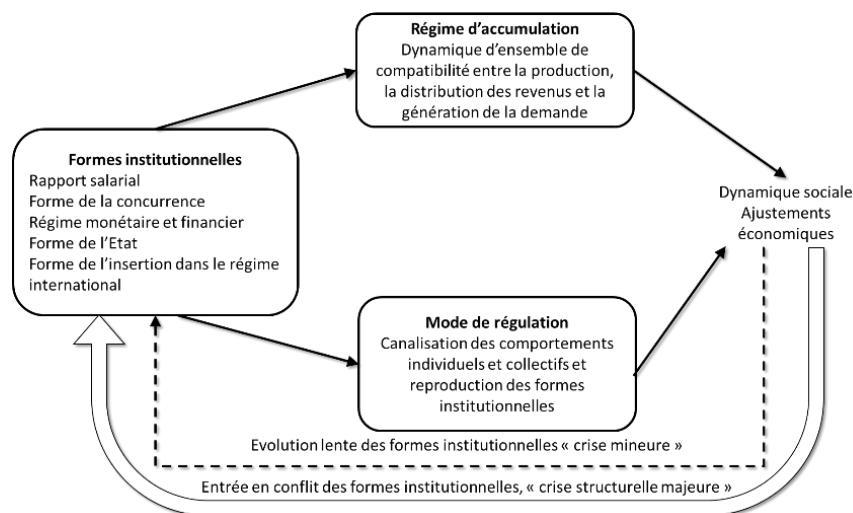 Régime d’accumulation
Dynamique d’ensemble de
compatibilité entre la production,
la distribution des revenus et la
génération de la demande
Formes institutionnelles
Rapport salarial
Forme de la concurrence
Régime monétaire et financier
Forme de l’Etat
Forme de l’insertion dans le régime
international
Dynamique sociale
Ajustements
économiques
Mode de régulation
Canalisation des comportements
individuels et collectifs et
reproduction des formes
institutionnelles
Evolution lente des formes institutionnelles « crise mineure »
Entrée en conflit des formes institutionnelles, « crise structurelle majeure »